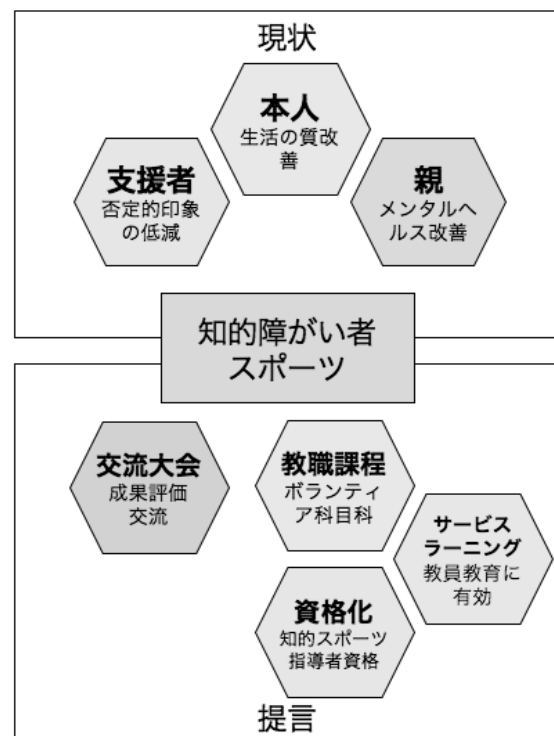 現状
本人
生活の質改
善
支援者
否定的印象
の低減
親
メンタルヘ
ルス改善
知的障がい者
スポーツ
交流大会
成果評価
交流
教職課程
ボランティ
ア科目科
サービス
ラーニング
教員教育に
有効
資格化
知的スポーツ
指導者資格
提言